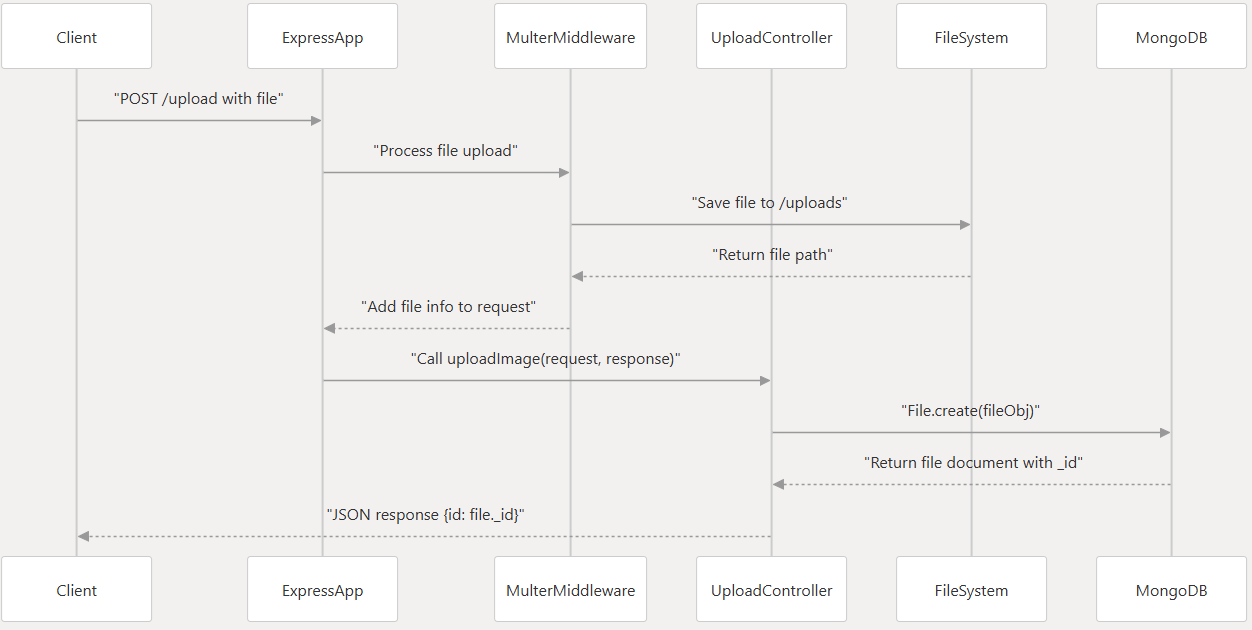 Client
ExpressApp
MulterMiddleware
UploadController
FileSystem
MongoDB
"POST /upload with file"
"Process file upload"
"Save file to /uploads"
"Return file path"
"Add file info to request"
"Call uploadImage(request, response)"
"File.create(fileObj)"
"Return file document with _id"
"JSON response {id: file._id}"
Client
ExpressApp
MulterMiddleware
UploadController
FileSystem
MongoDB